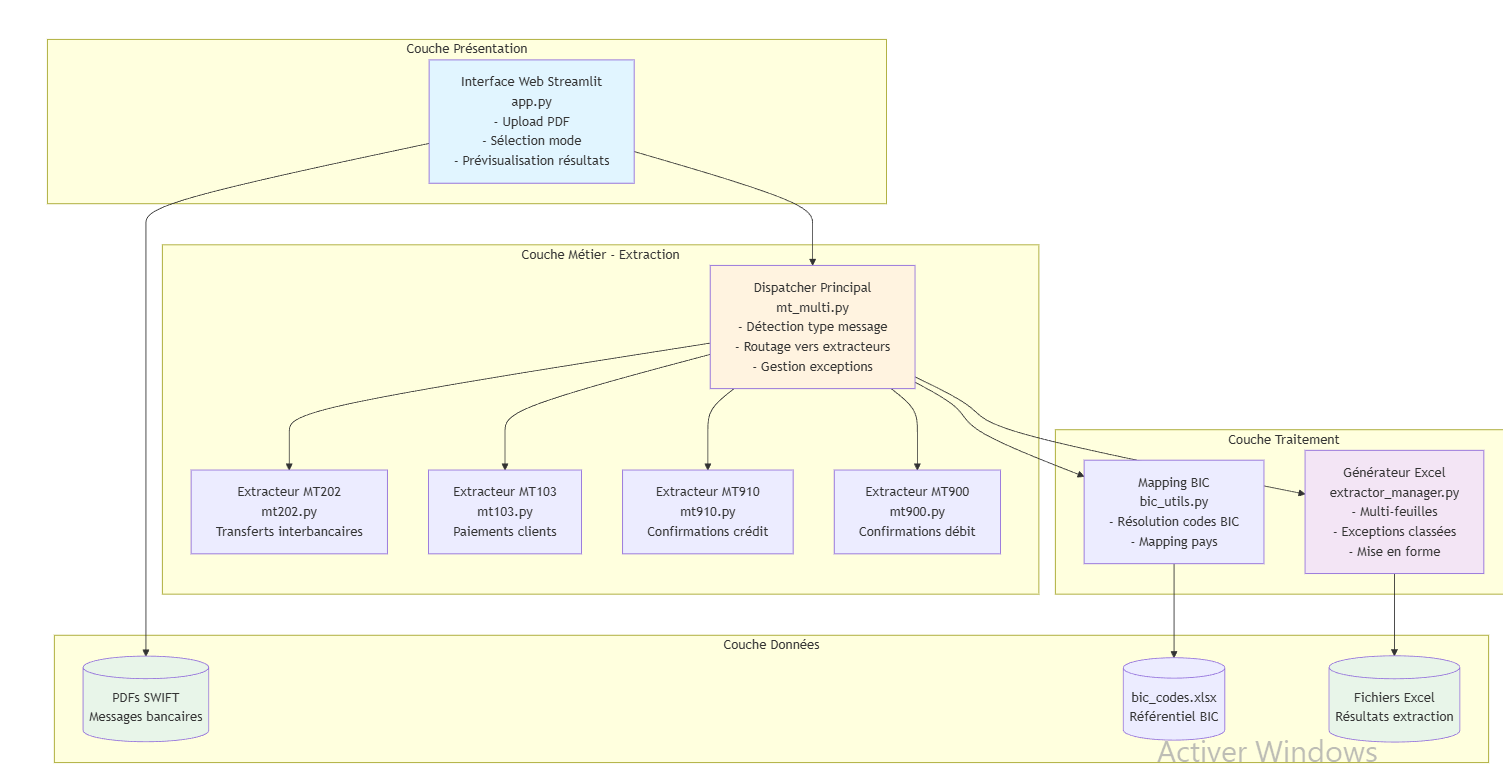 Couche Présentation
Interface Web Streamlit
app.py
- Upload PDF
- Sélection mode
- Prévisualisation résultats
Couche Métier - Extraction
Dispatcher Principal
mt_multi.py
- Détection type message
- Routage vers extracteurs
- Gestion exceptions
Extracteur MT202
mt202.py
Transferts interbancaires
Extracteur MT103
mt103.py
Paiements clients
Extracteur MT910
mt910.py
Confirmations crédit
Extracteur MT900
mt900.py
Confirmations débit
Couche Traitement
Mapping BIC
bic_utils.py
- Résolution codes BIC
- Mapping pays
Générateur Excel
extractor_manager.py
- Multi-feuilles
- Exceptions classées
- Mise en forme
Couche Données
PDFs SWIFT
Messages bancaires
bic_codes.xlsx
Référentiel BIC
Fichiers Excel
Résultats extraction
Activer Windows